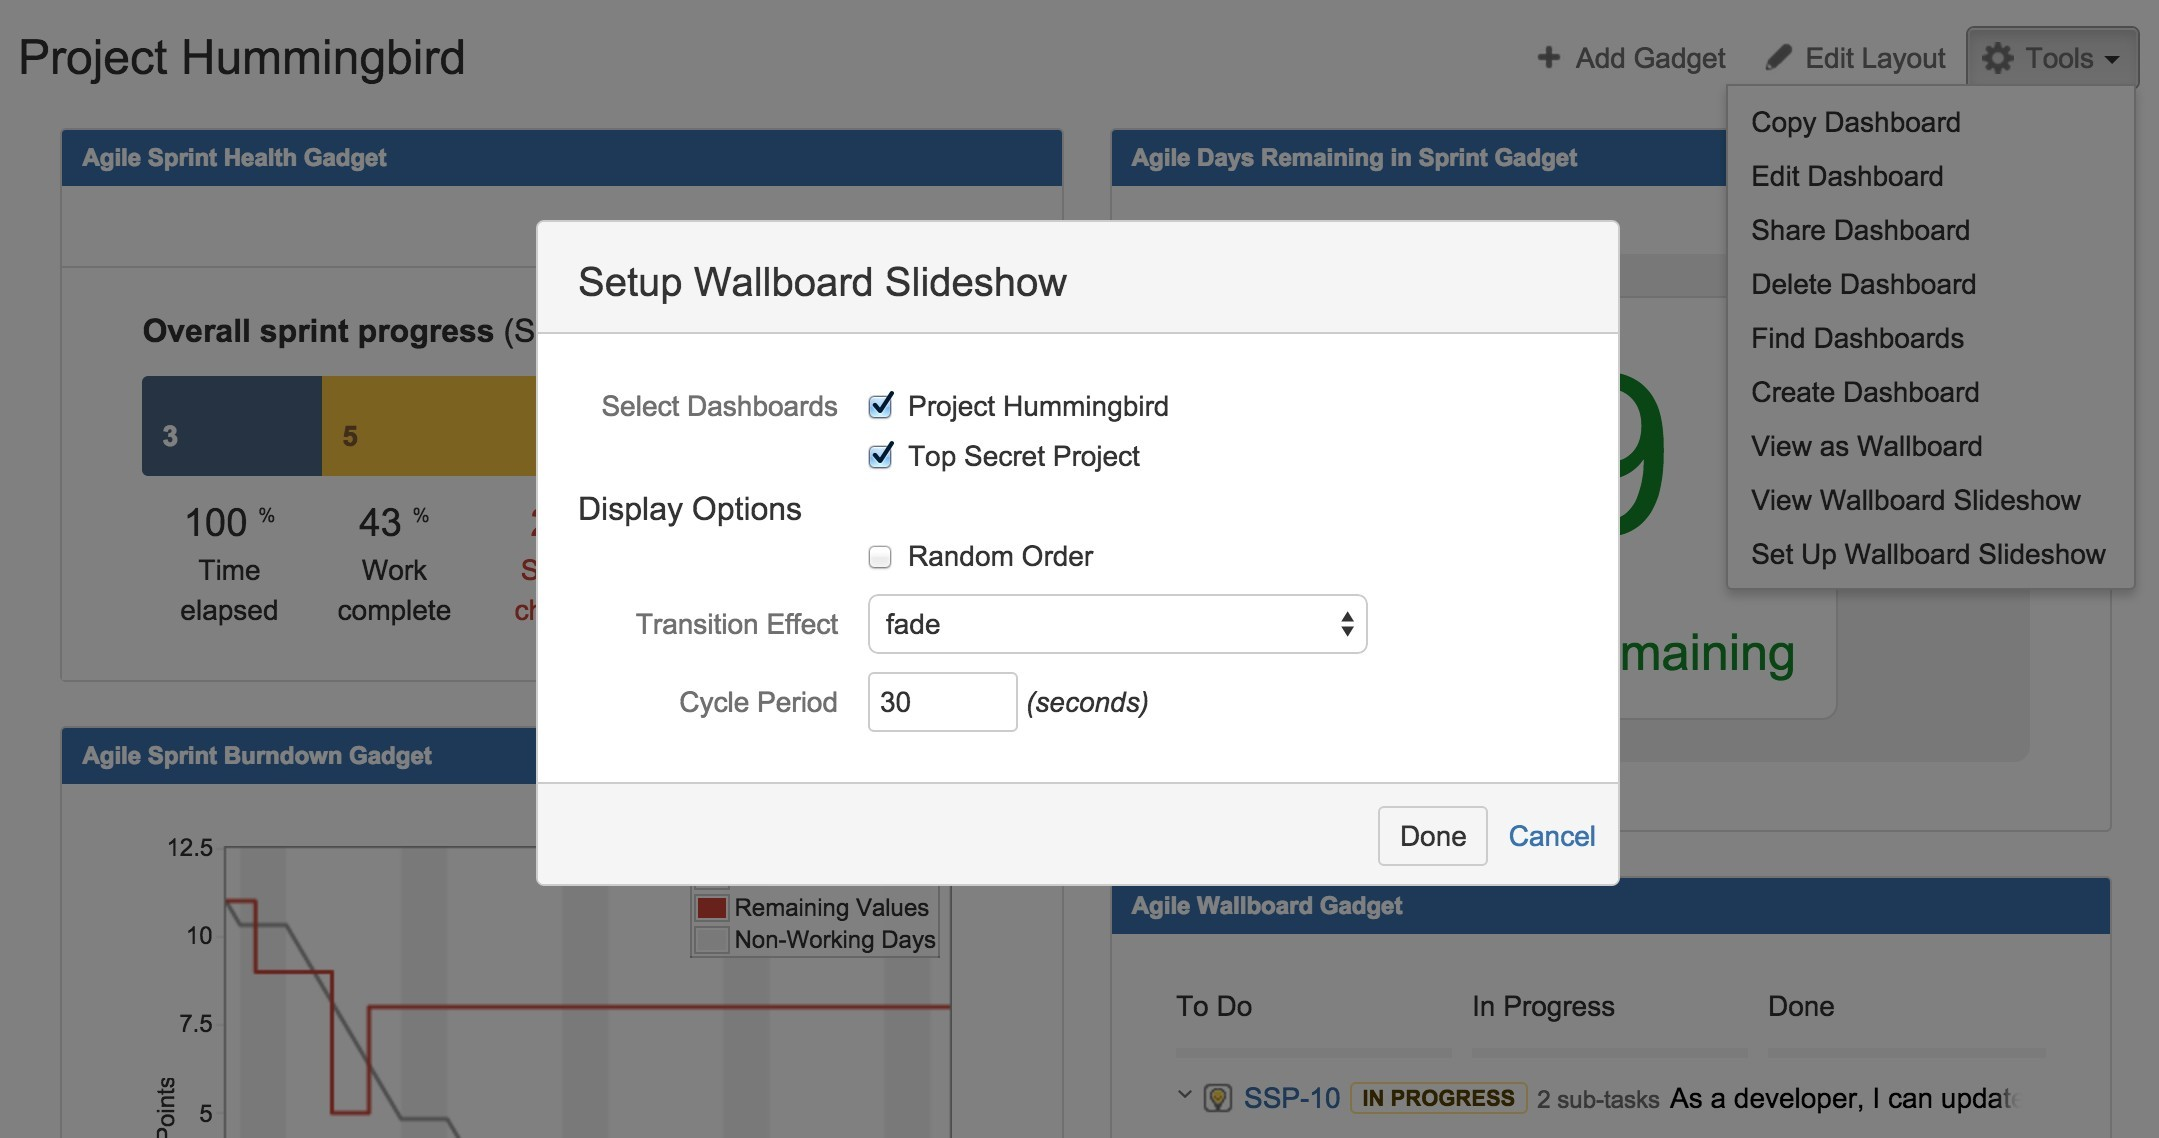 Project Hummingbird
Add Gadget
Edit Layout
Tools
Copy Dashboard
Edit Dashboard
Share Dashboard
Delete Dashboard
Find Dashboards
Create Dashboard
View as Wallboard
View Wallboard Slideshow
Set Up Wallboard Slideshow
Agile Sprint Health Gadget
Agile Days Remaining in Sprint Gadget
Overall sprint progress (S
3
5
100 %
43 %
Time
elapsed
Work
complete
S
ch
9
maining
Setup Wallboard Slideshow
Select Dashboards
Project Hummingbird
Top Secret Project
Display Options
Random Order
Transition Effect
fade
Cycle Period
30
(seconds)
Done
Cancel
Agile Sprint Burndown Gadget
12.5
10
7.5
5
Points
Remaining Values
Non-Working Days
Agile Wallboard Gadget
To Do
In Progress
Done
SSP-10 IN PROGRESS 2 sub-tasks As a developer, I can update